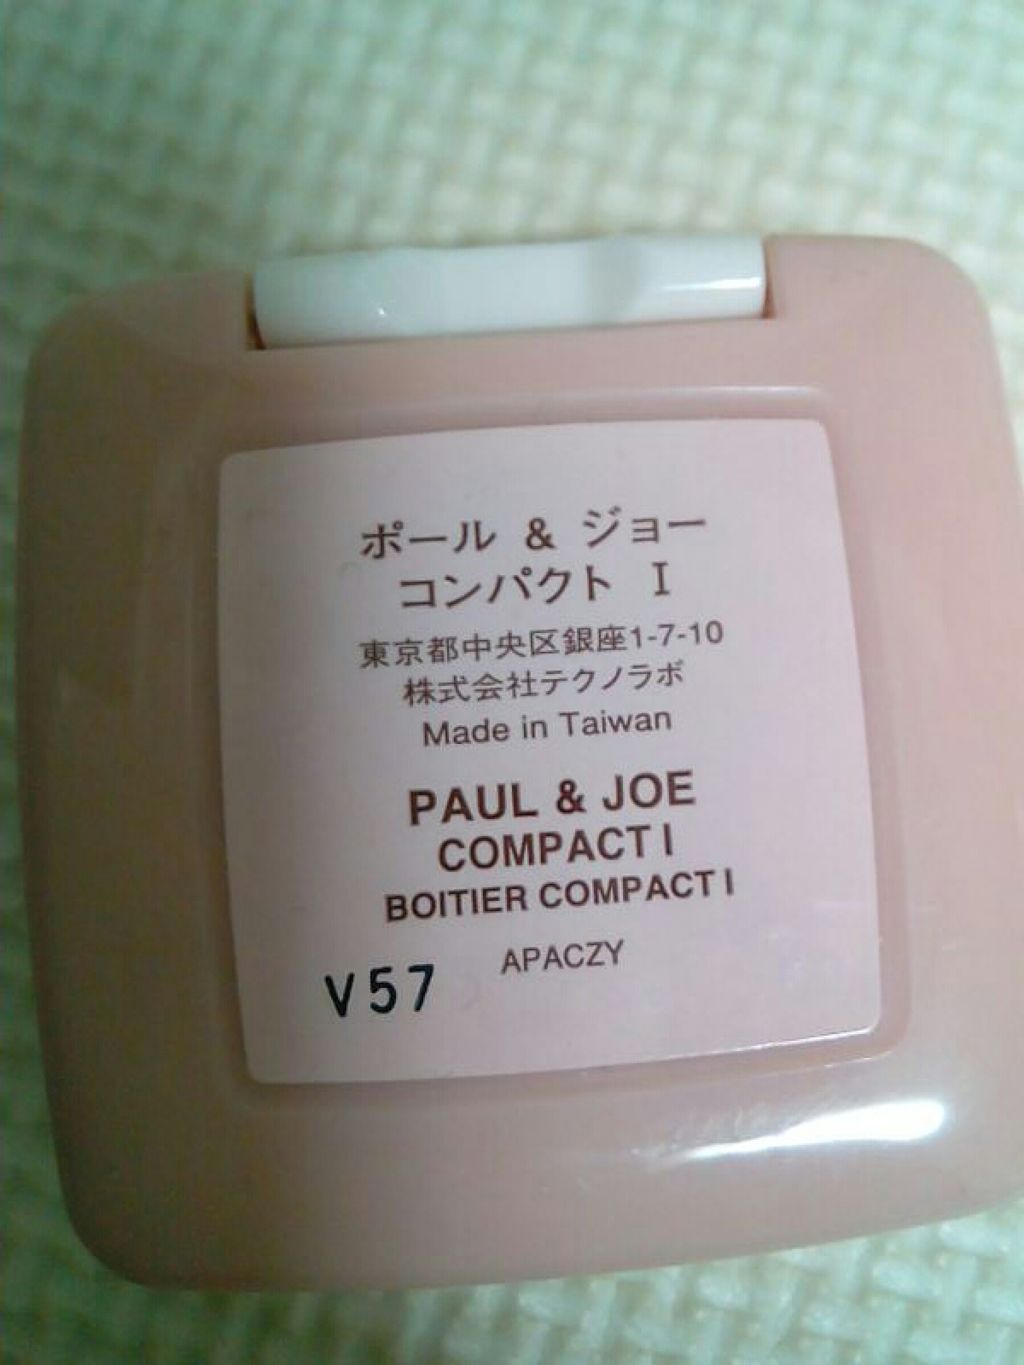 ポール & ジョー
コンパクト I
東京都中央区銀座1-7-10
株式会社テクノラボ
Made in Taiwan
PAUL & JOE
COMPACT I
BOITIER COMPACT I
APACZY
V57